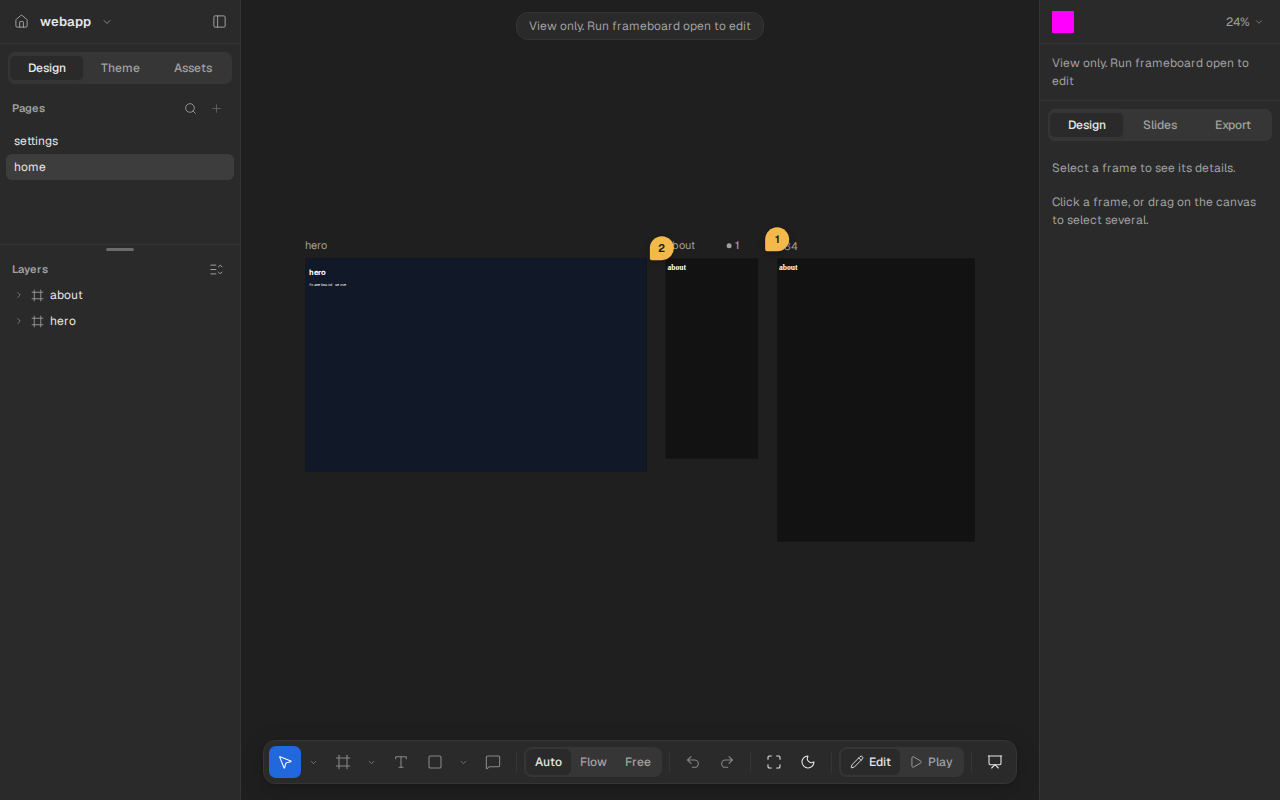 webapp
Design
Theme
Assets
Pages
settings
home
Layers
about
hero
View only. Run frameboard open to edit
hero
2
bout
1
1
hero
about
about
Auto
Flow
Free
Edit
Play
24%
View only. Run frameboard open to
edit
Design
Slides
Export
Select a frame to see its details.
Click a frame, or drag on the canvas
to select several.